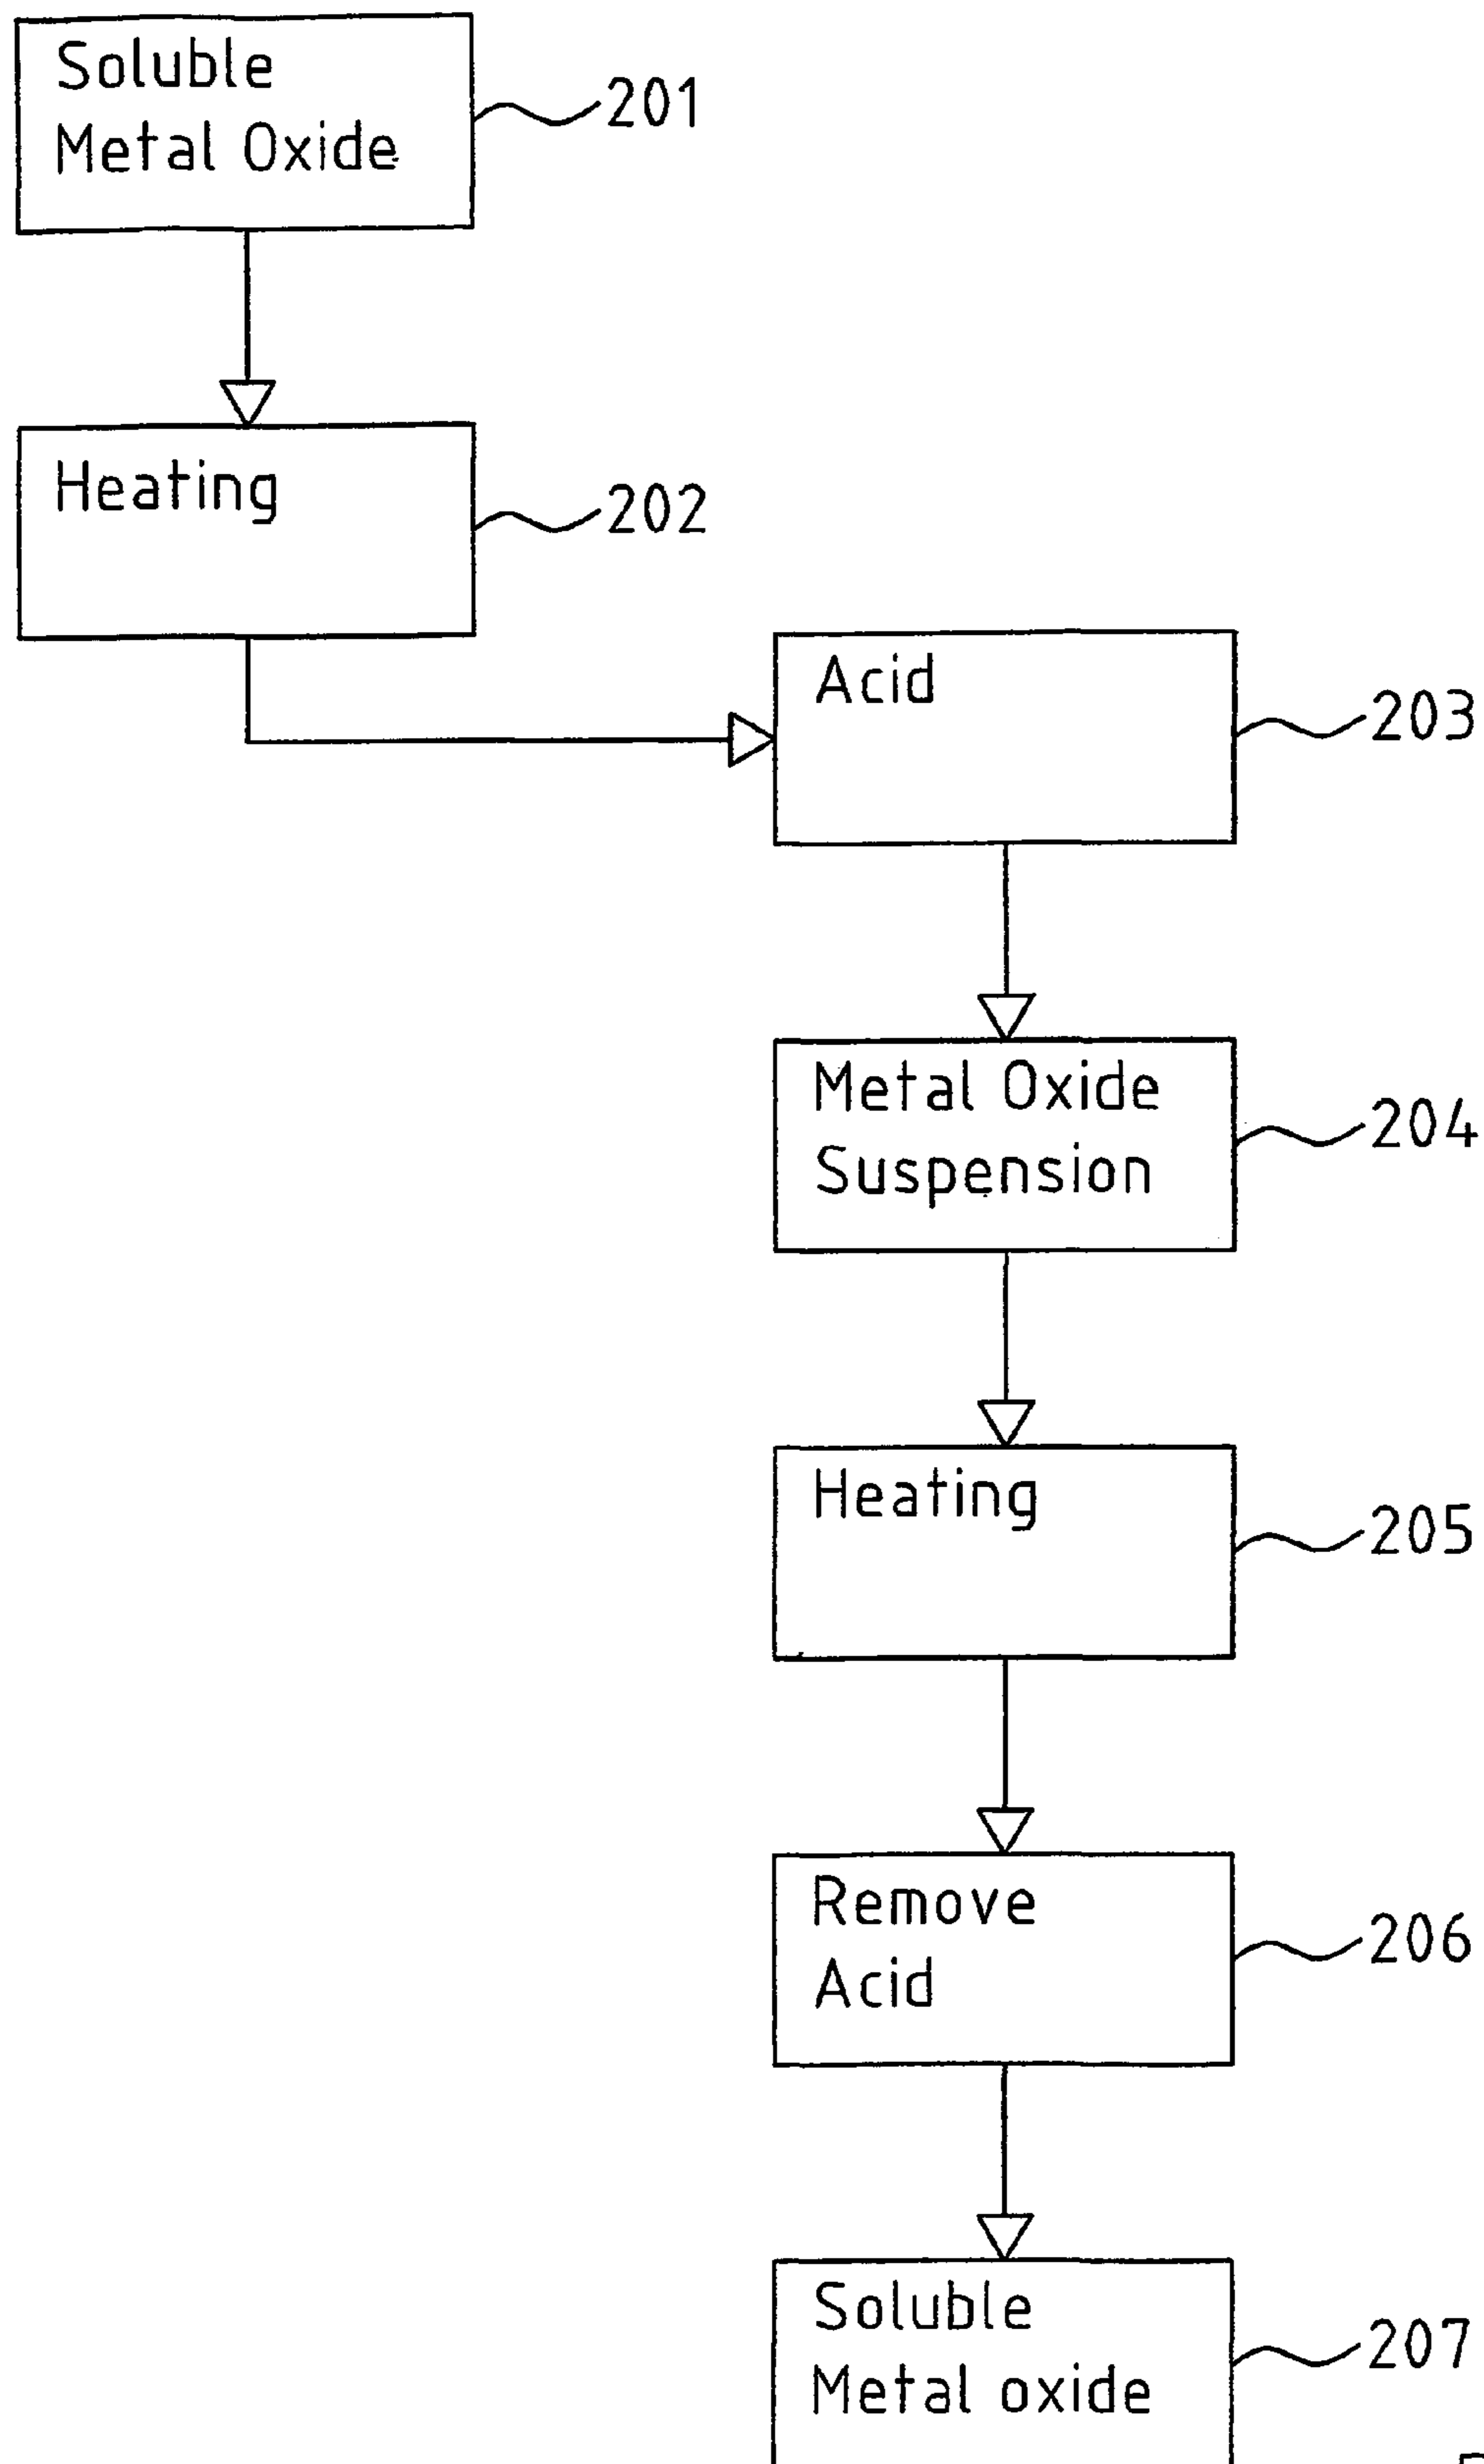 Soluble
Metal Oxide
201
Heating
202
Acid
203
Metal Oxide
Suspension
204
Heating
205
Remove
Acid
206
Soluble
Metal oxide
207